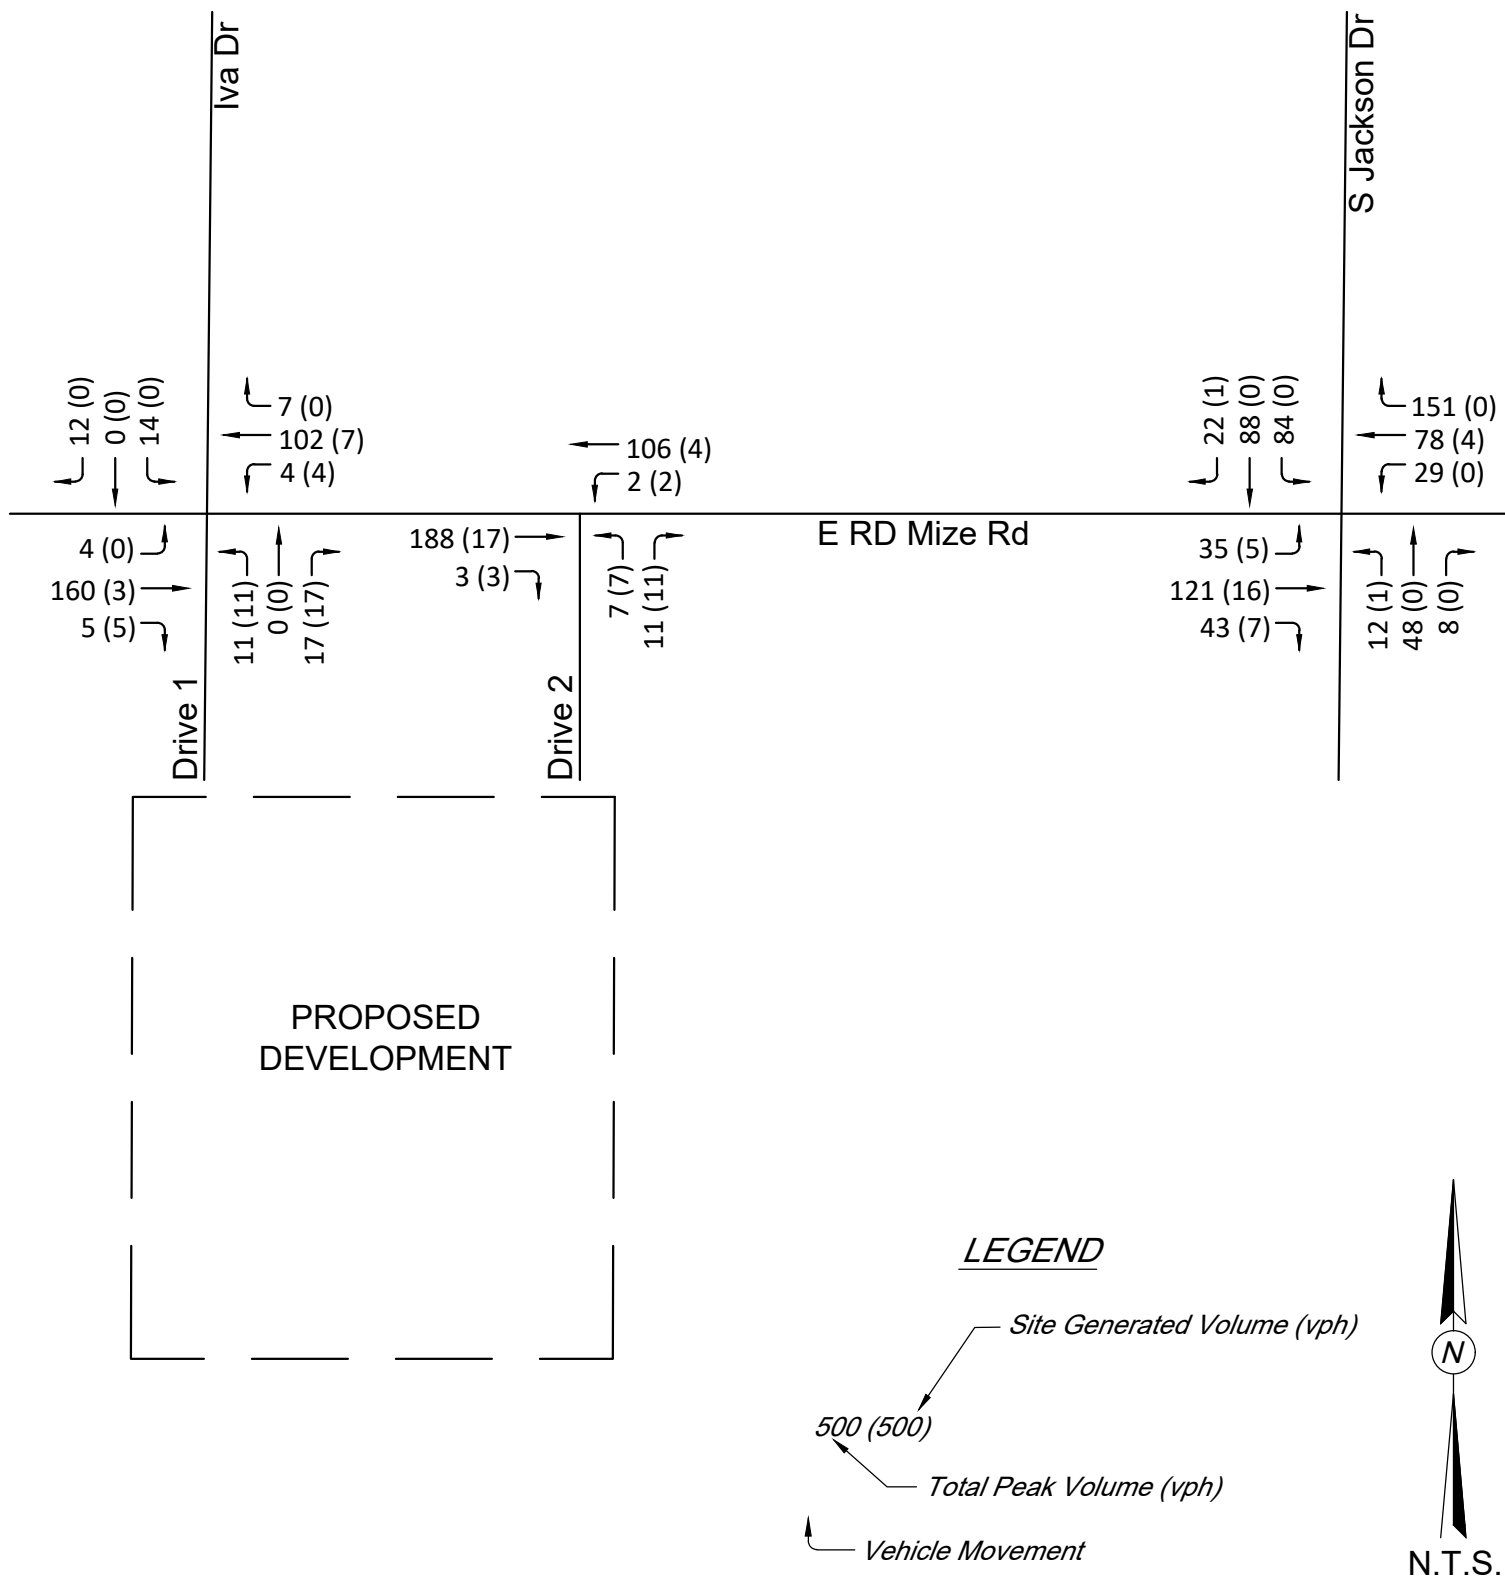 Iva Dr
S Jackson Dr
12 (0)
0 (0)
14 (0)
7 (0)
102 (7)
4 (4)
106 (4)
2 (2)
22 (1)
88 (0)
84 (0)
151 (0)
78 (4)
29 (0)
4 (0)
160 (3)
5 (5)
11 (11)
0 (0)
17 (17)
188 (17)
3 (3)
7 (7)
11 (11)
E RD Mize Rd
35 (5)
121 (16)
43 (7)
12 (1)
48 (0)
8 (0)
Drive 1
Drive 2
PROPOSED
DEVELOPMENT
LEGEND
Site Generated Volume (vph)
500 (500)
Total Peak Volume (vph)
Vehicle Movement
N
N.T.S.